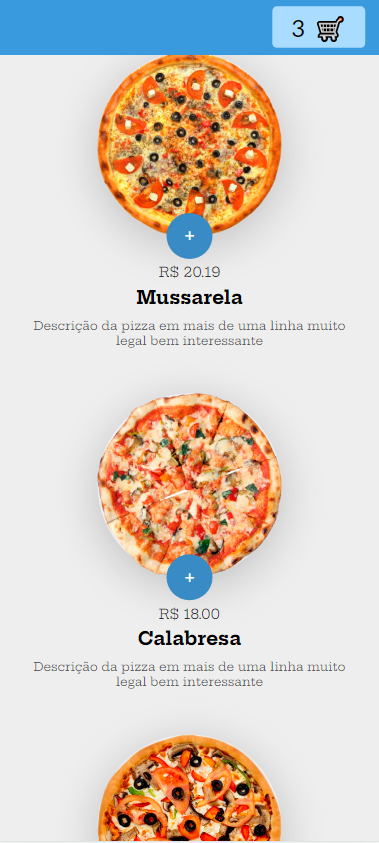 3
+
R$ 20.19
Mussarela
Descrição da pizza em mais de uma linha muito
legal bem interessante
+
R$ 18.00
Calabresa
Descrição da pizza em mais de uma linha muito
legal bem interessante